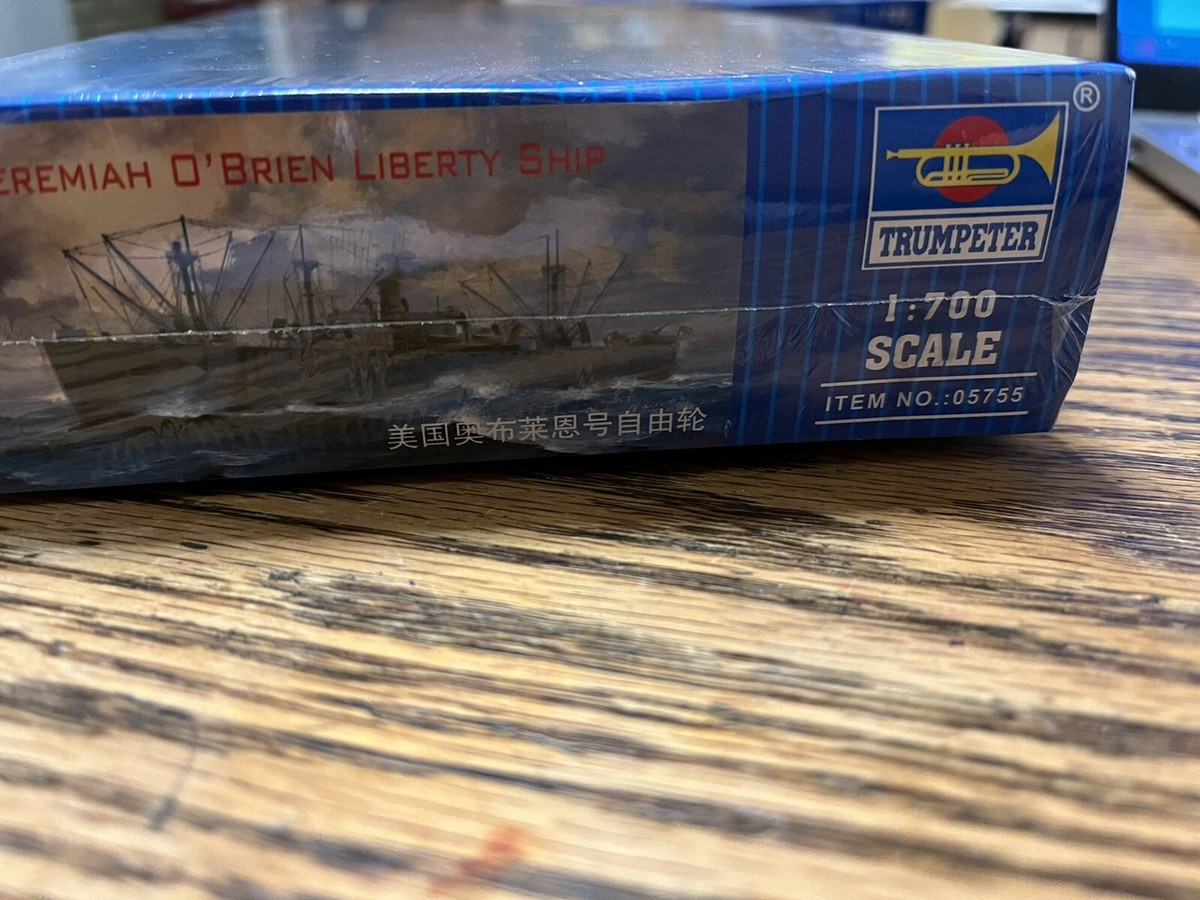 EREMIAH O'BRIEN LIBERTY SHIP
美国奥布莱恩号自由轮
®
TRUMPETER
1:700
SCALE
ITEM NO.:05755